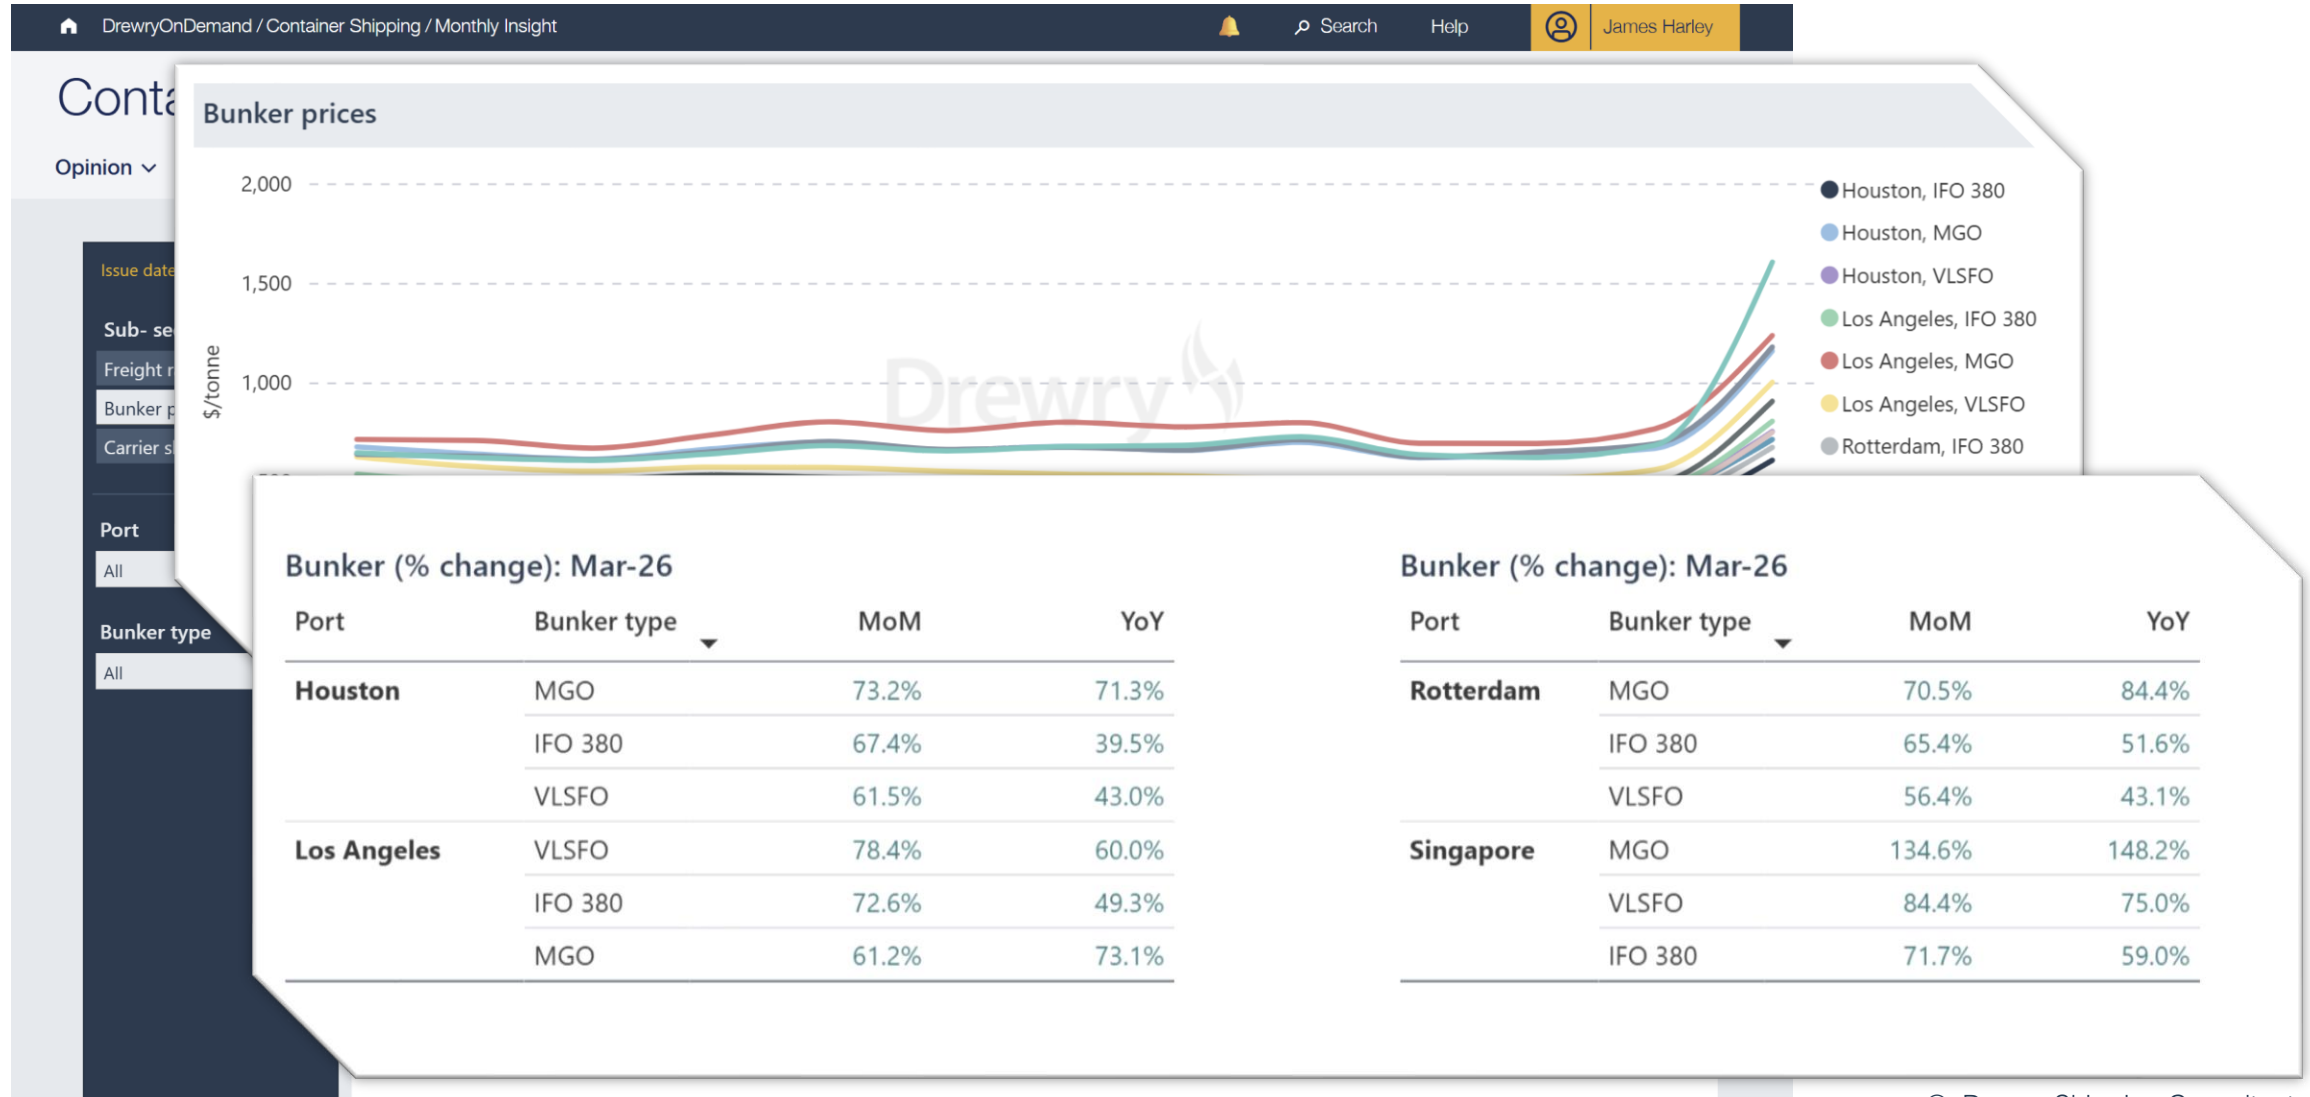 DrewryOnDemand / Container Shipping / Monthly Insight
Search
Help
James Harley
Opinion
Issue date
Freight
Bunker
Carrier
Port
All
Bunker type
All
Bunker prices
2,000
1,500
1,000
$/tonne
Drewry
Houston, IFO 380
Houston, MGO
Houston, VLSFO
Los Angeles, IFO 380
Los Angeles, MGO
Los Angeles, VLSFO
Rotterdam, IFO 380
Bunker (% change): Mar-26
Port Bunker type MoM YoY
Houston MGO 73.2% 71.3%
IFO 380 67.4% 39.5%
VLSFO 61.5% 43.0%
Los Angeles VLSFO 78.4% 60.0%
IFO 380 72.6% 49.3%
MGO 61.2% 73.1%
Bunker (% change): Mar-26
Port Bunker type MoM YoY
Rotterdam MGO 70.5% 84.4%
IFO 380 65.4% 51.6%
VLSFO 56.4% 43.1%
Singapore MGO 134.6% 148.2%
VLSFO 84.4% 75.0%
IFO 380 71.7% 59.0%